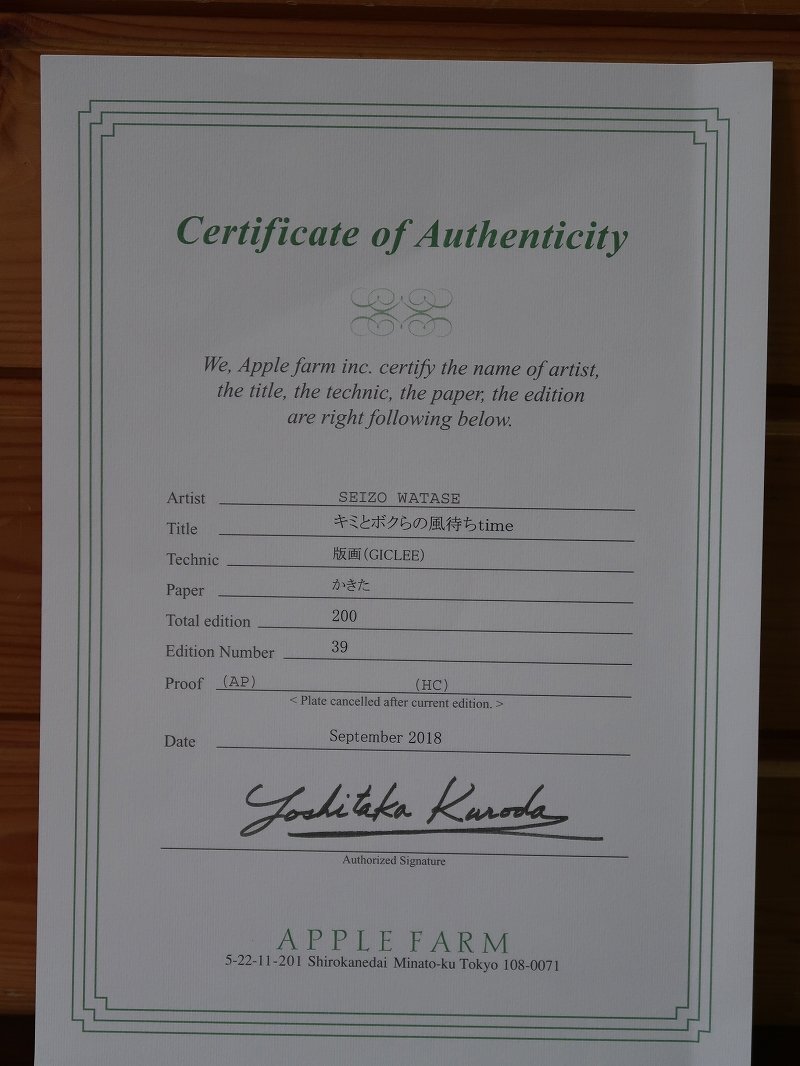 Certificate of Authenticity
We, Apple farm inc. certify the name of artist,
the title, the technic, the paper, the edition
are right following below.
Artist SEIZO WATASE
Title キミとボクらの風待ちtime
Technic 版画(GICLEE)
Paper かきた
Total edition 200
Edition Number 39
Proof (AP) (HC)
< Plate cancelled after current edition. >
Date September 2018
Yoshitaka Kuroda
Authorized Signature
APPLE FARM
5-22-11-201 Shirokanedai Minato-ku Tokyo 108-0071